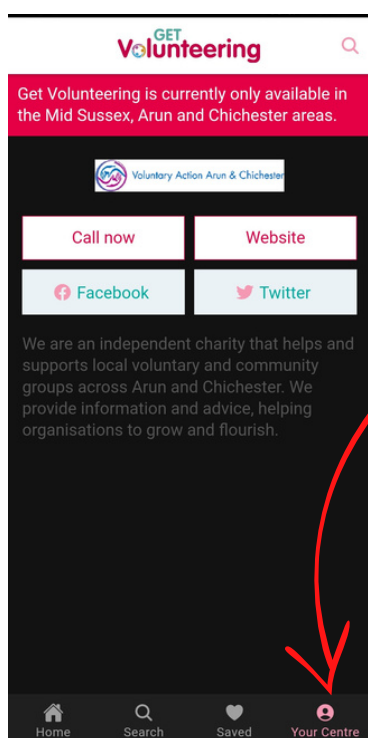 GET
Volunteering
Get Volunteering is currently only available in
the Mid Sussex, Arun and Chichester areas.
Voluntary Action Arun & Chichester
Call now
Website
Facebook
Twitter
We are an independent charity that helps and
supports local voluntary and community
groups across Arun and Chichester. We
provide information and advice, helping
organisations to grow and flourish.
Home
Search
Saved
Your Centre